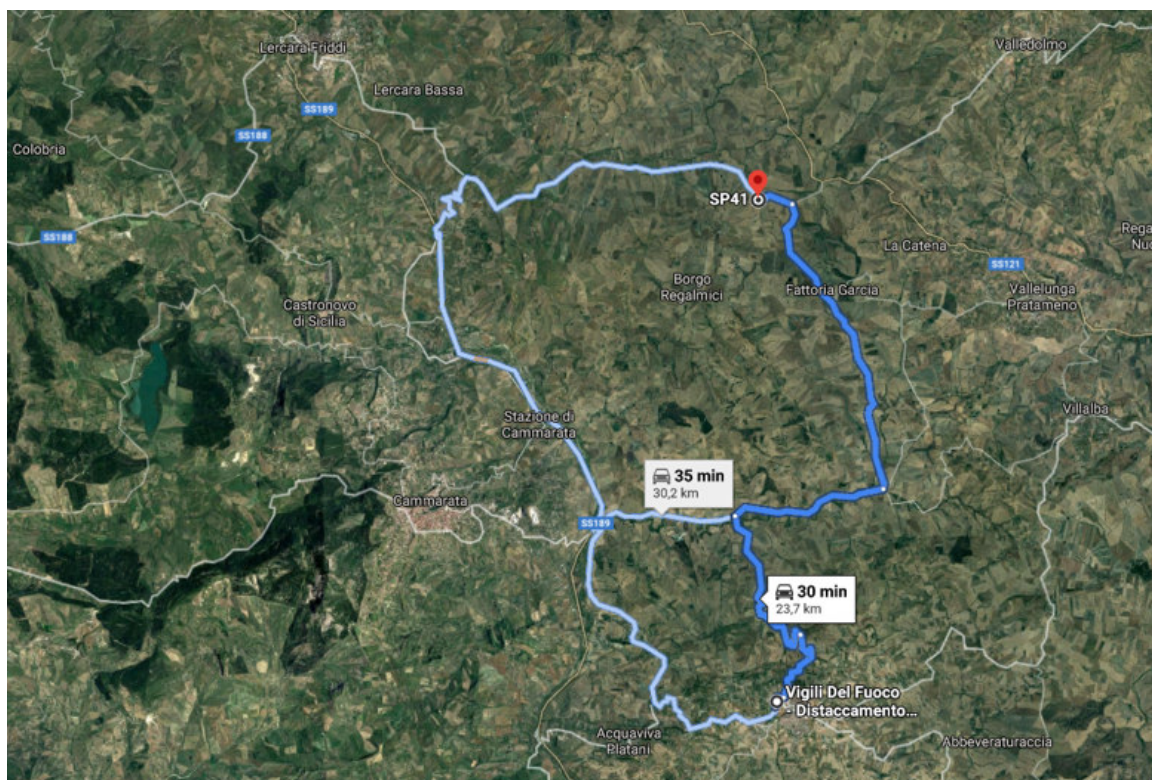 Lercara Friddi
Valledolmo
Lercara Bassa
SS189
SS188
Colobria
SP41
SS188
La Catena
SS121
Borgo
Regalmici
Fattoria Garcia
Vallelunga
Pratameno
Castronovo
di Sicilia
Stazione di
Cammarata
Villalba
35 min
30,2 km
Cammarata
SS189
30 min
23,7 km
Vigili Del Fuoco
- Distaccamento...
Acquaviva
Platani
Abbeveraturaccia